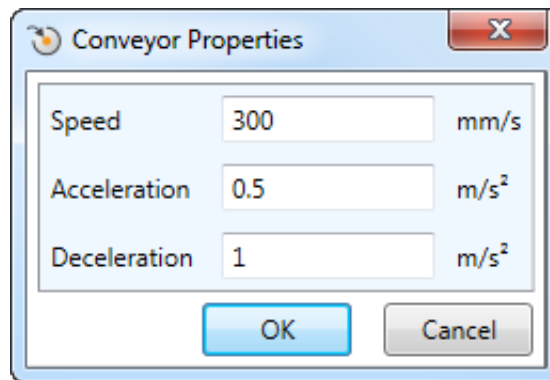 Conveyor Properties
Speed 300 mm/s
Acceleration 0.5 m/s²
Deceleration 1 m/s²
OK Cancel